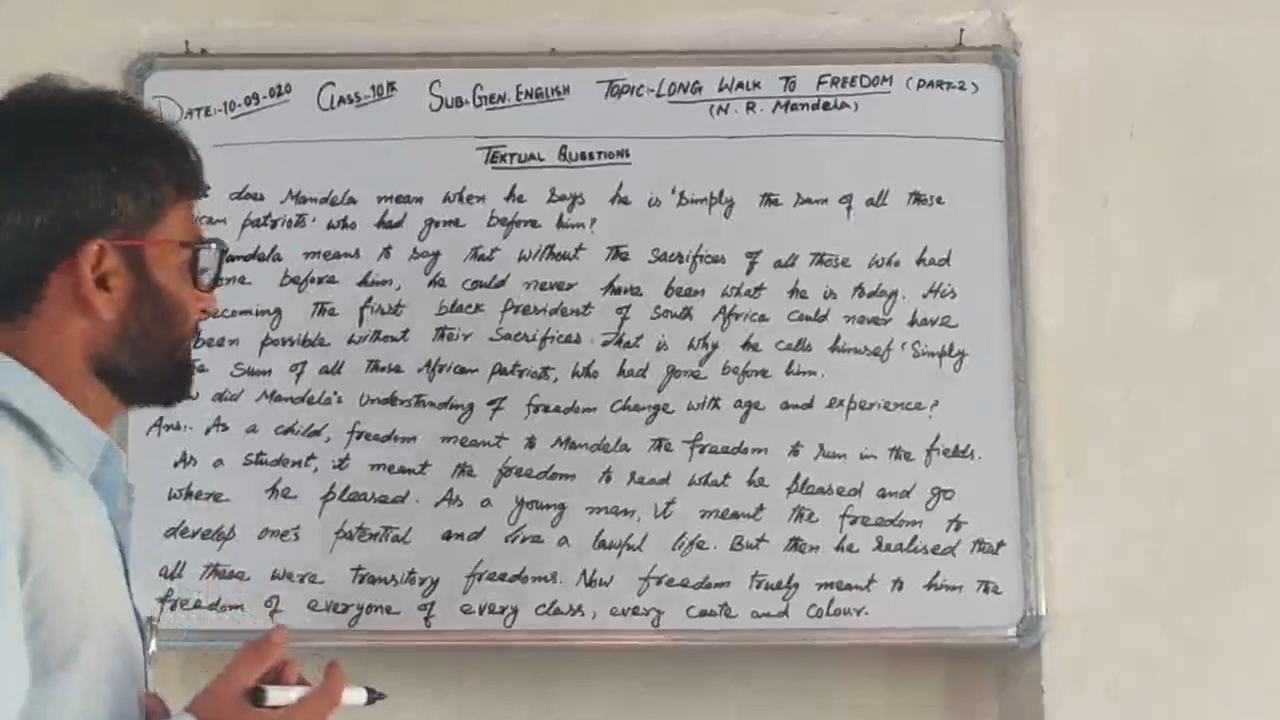 DATE:-10-09-020 CLASS:-10th SUB:-GEN. ENGLISH TOPIC:-LONG WALK TO FREEDOM (PART-2)
(N. R. Mandela)
TEXTUAL QUESTIONS
does Mandela mean when he says he is 'Simply the sum of all those
patriots' who had gone before him?
andela means to say that without the sacrifices of all those who had
before him, he could never have been what he is today. His
ecoming the first black President of South Africa could never have
been possible without their sacrifices. That is why he calls himself 'Simply
Sum of all those African patriots, who had gone before him.
did Mandela's understanding of freedom change with age and experience?
Ans:- As a child, freedom meant to Mandela the freedom to run in the fields.
As a student, it meant the freedom to read what he pleased and go
where he pleased. As a young man, it meant the freedom to
develop one's potential and live a lawful life. But then he realised that
all these were transitory freedoms. Now freedom truely meant to him the
freedom of everyone of every class, every caste and colour.